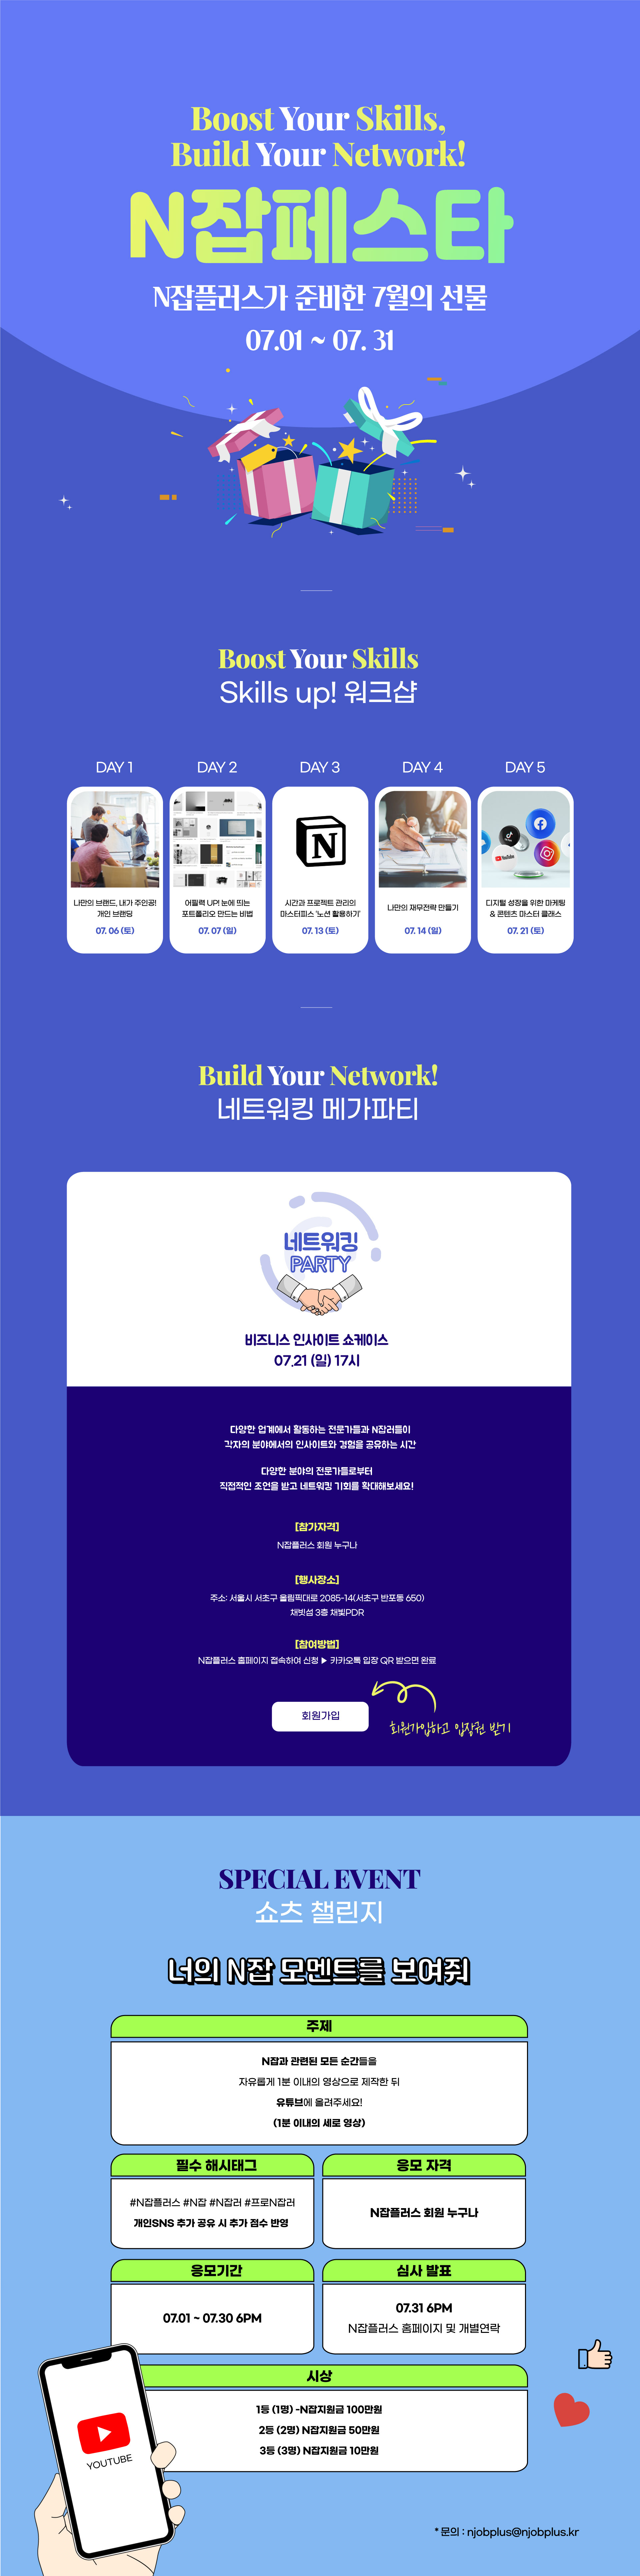 Boost Your Skills,
Build Your Network!
N잡페스타
N잡플러스가 준비한 7월의 선물
07.01 ~ 07. 31
Boost Your Skills
Skills up! 워크샵
DAY 1
DAY 2
DAY 3
DAY 4
DAY 5
N
TikTok
YouTube
나만의 브랜드, 내가 주인공!
개인 브랜딩
07. 06 (토)
어필력 UP! 눈에 띄는
포트폴리오 만드는 비법
07. 07 (일)
시간과 프로젝트 관리의
마스터피스 '노션 활용하기'
07. 13 (토)
나만의 재무전략 만들기
07. 14 (일)
디지털 성장을 위한 마케팅
& 콘텐츠 마스터 클래스
07. 21 (토)
Build Your Network!
네트워킹 메가파티
네트워킹
PARTY
비즈니스 인사이트 쇼케이스
07.21 (일) 17시
다양한 업계에서 활동하는 전문가들과 N잡러들이
각자의 분야에서의 인사이트와 경험을 공유하는 시간
다양한 분야의 전문가들로부터
직접적인 조언을 받고 네트워킹 기회를 확대해보세요!
[참가자격]
N잡플러스 회원 누구나
[행사장소]
주소: 서울시 서초구 올림픽대로 2085-14(서초구 반포동 650)
채빛섬 3층 채빛PDR
[참여방법]
N잡플러스 홈페이지 접속하여 신청 ▶ 카카오톡 입장 QR 받으면 완료
회원가입
회원가입하고 입장권 받기
SPECIAL EVENT
쇼츠 챌린지
너의 N잡 모멘트를 보여줘
주제
N잡과 관련된 모든 순간들을
자유롭게 1분 이내의 영상으로 제작한 뒤
유튜브에 올려주세요!
(1분 이내의 세로 영상)
필수 해시태그
#N잡플러스 #N잡 #N잡러 #프로N잡러
개인SNS 추가 공유 시 추가 점수 반영
응모 자격
N잡플러스 회원 누구나
응모기간
07.01 ~ 07.30 6PM
심사 발표
07.31 6PM
N잡플러스 홈페이지 및 개별연락
시상
1등 (1명) -N잡지원금 100만원
2등 (2명) N잡지원금 50만원
3등 (3명) N잡지원금 10만원
YOUTUBE
* 문의 : njobplus@njobplus.kr